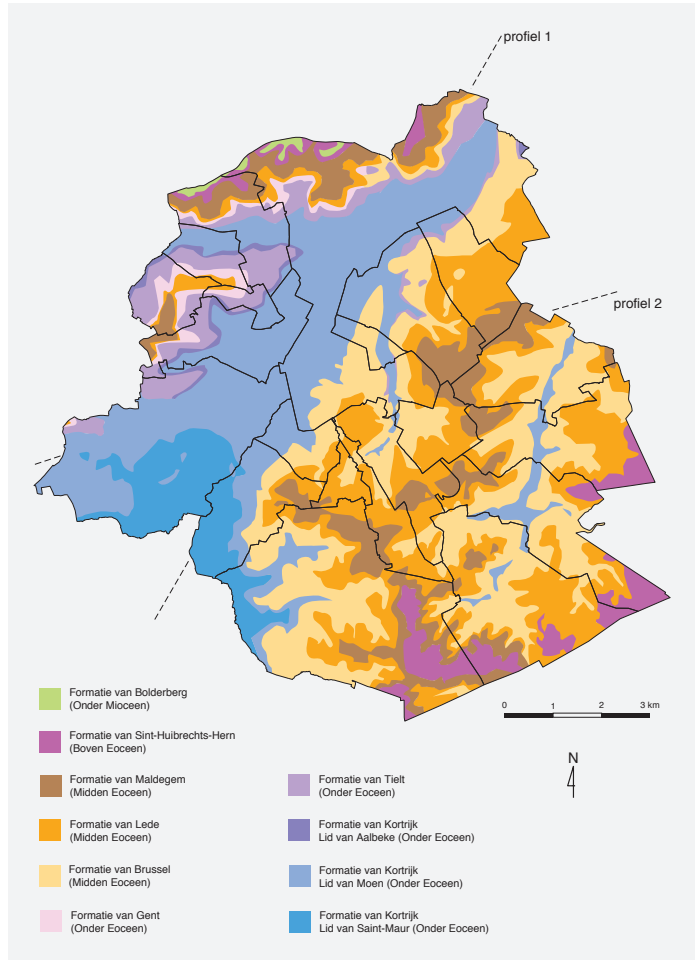 profiel 1
profiel 2
Formatie van Bolderberg
(Onder Mioceen)
Formatie van Sint-Huibrechts-Hern
(Boven Eoceen)
Formatie van Maldegem
(Midden Eoceen)
Formatie van Lede
(Midden Eoceen)
Formatie van Brussel
(Midden Eoceen)
Formatie van Gent
(Onder Eoceen)
Formatie van Tielt
(Onder Eoceen)
Formatie van Kortrijk
Lid van Aalbeke (Onder Eoceen)
Formatie van Kortrijk
Lid van Moen (Onder Eoceen)
Formatie van Kortrijk
Lid van Saint-Maur (Onder Eoceen)
0 1 2 3 km
N